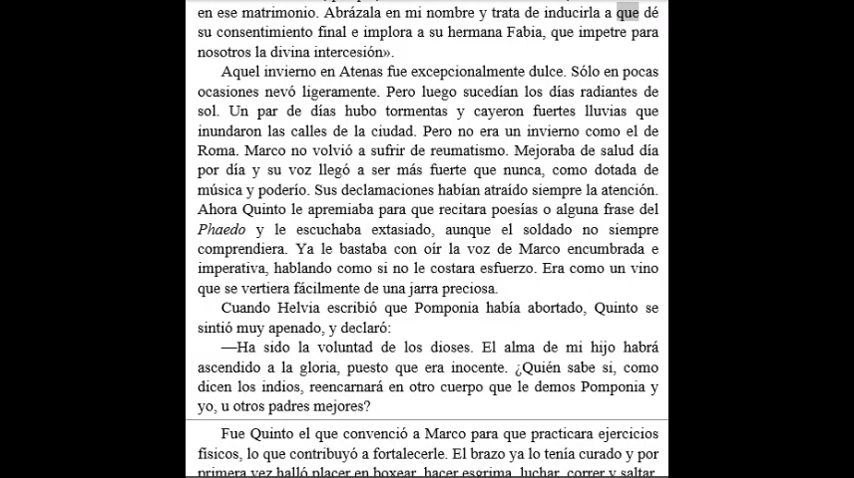 en ese matrimonio. Abrázala en mi nombre y trata de inducirla a que dé
su consentimiento final e implora a su hermana Fabia, que impetre para
nosotros la divina intercesión».
Aquel invierno en Atenas fue excepcionalmente dulce. Sólo en pocas
ocasiones nevó ligeramente. Pero luego sucedían los días radiantes de
sol. Un par de días hubo tormentas y cayeron fuertes lluvias que
inundaron las calles de la ciudad. Pero no era un invierno como el de
Roma. Marco no volvió a sufrir de reumatismo. Mejoraba de salud día
por día y su voz llegó a ser más fuerte que nunca, como dotada de
música y poderío. Sus declamaciones habían atraído siempre la atención.
Ahora Quinto le apremiaba para que recitara poesías o alguna frase del
Phaedo y le escuchaba extasiado, aunque el soldado no siempre
comprendiera. Ya le bastaba con oír la voz de Marco encumbrada e
imperativa, hablando como si no le costara esfuerzo. Era como un vino
que se vertiera fácilmente de una jarra preciosa.
Cuando Helvia escribió que Pomponia había abortado, Quinto se
sintió muy apenado, y declaró:
—Ha sido la voluntad de los dioses. El alma de mi hijo habrá
ascendido a la gloria, puesto que era inocente. ¿Quién sabe si, como
dicen los indios, reencarnará en otro cuerpo que le demos Pomponia y
yo, u otros padres mejores?
Fue Quinto el que convenció a Marco para que practicara ejercicios
físicos, lo que contribuyó a fortalecerle. El brazo ya lo tenía curado y por
primera vez halló placer en boxear, hacer esgrima, luchar, correr y saltar.